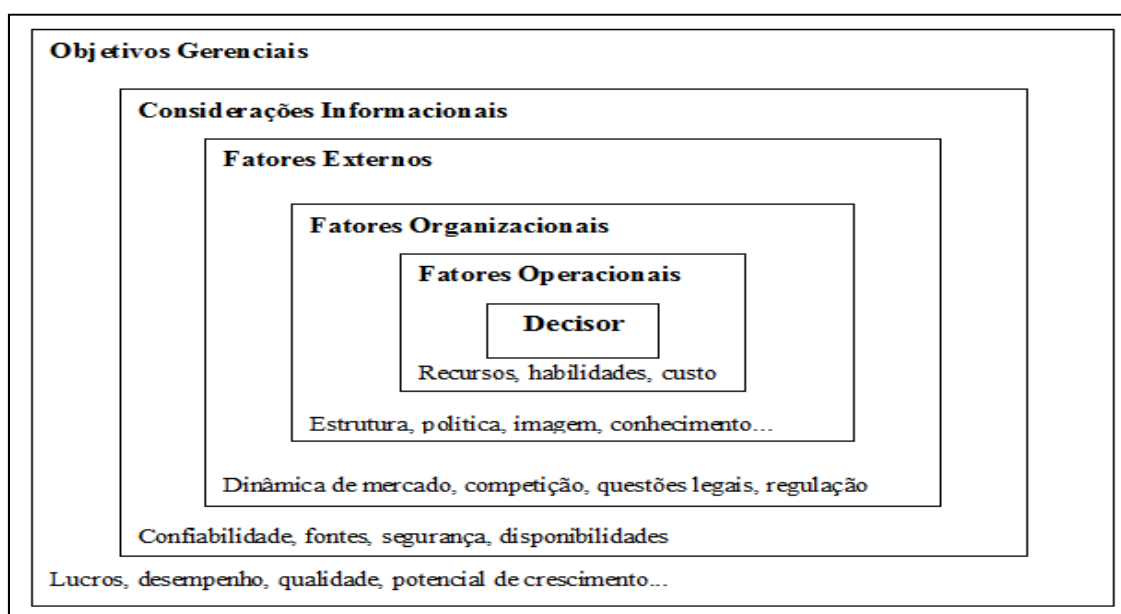 Objetivos Gerenciais
Considerações Informacionais
Fatores Externos
Fatores Organizacionais
Fatores Operacionais
Decisor
Recursos, habilidades, custo
Estrutura, política, imagem, conhecimento...
Dinâmica de mercado, competição, questões legais, regulação
Confiabilidade, fontes, segurança, disponibilidades
Lucros, desempenho, qualidade, potencial de crescimento...